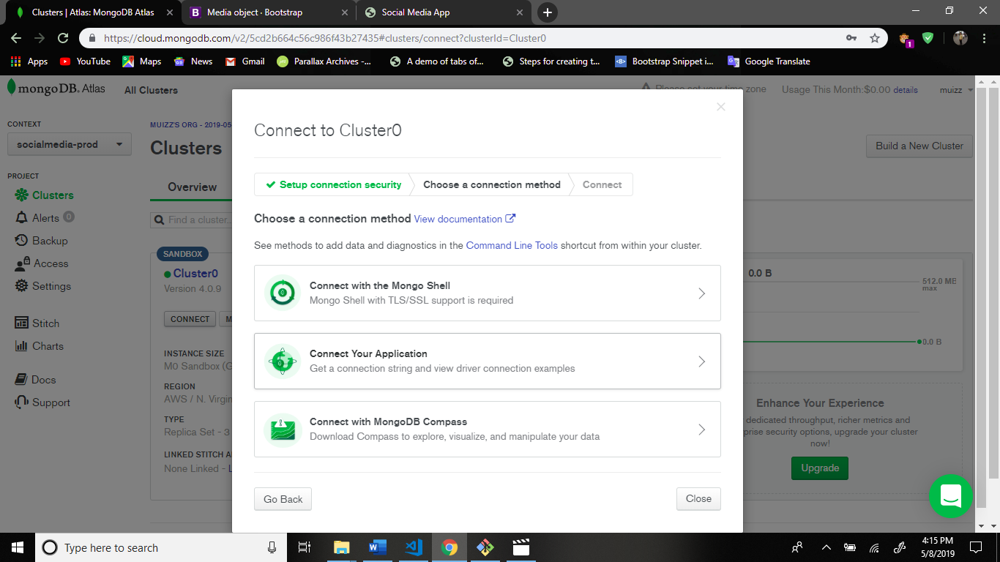 Clusters | Atlas: MongoDB Atlas
Media object · Bootstrap
Social Media App
https://cloud.mongodb.com/v2/5cd2b664c56c986f43b27435#clusters/connect?clusterId=Cluster0
1
Apps
YouTube
Maps
News
Gmail
Parallax Archives -...
A demo of tabs of...
Steps for creating t...
Bootstrap Snippet i...
Google Translate
mongoDB. Atlas
All Clusters
Please set your time zone
Usage This Month:$0.00 details
muizz
CONTEXT
socialmedia-prod
PROJECT
Clusters
Alerts 0
Backup
Access
Settings
Stitch
Charts
Docs
Support
MUIZZ'S ORG - 2019-05
Clusters
Build a New Cluster
Overview
Find a cluster...
SANDBOX
Cluster0
Version 4.0.9
CONNECT
M
INSTANCE SIZE
M0 Sandbox (G
REGION
AWS / N. Virgin
TYPE
Replica Set - 3
LINKED STITCH A
None Linked - L
Connect to Cluster0
Setup connection security
Choose a connection method
Connect
Choose a connection method View documentation
See methods to add data and diagnostics in the Command Line Tools shortcut from within your cluster.
Connect with the Mongo Shell
Mongo Shell with TLS/SSL support is required
Connect Your Application
Get a connection string and view driver connection examples
Connect with MongoDB Compass
Download Compass to explore, visualize, and manipulate your data
Go Back
Close
0.0 B
512.0 MB
max
0.0 B
Enhance Your Experience
dedicated throughput, richer metrics and
prise security options, upgrade your cluster
now!
Upgrade
Type here to search
4:15 PM
5/8/2019